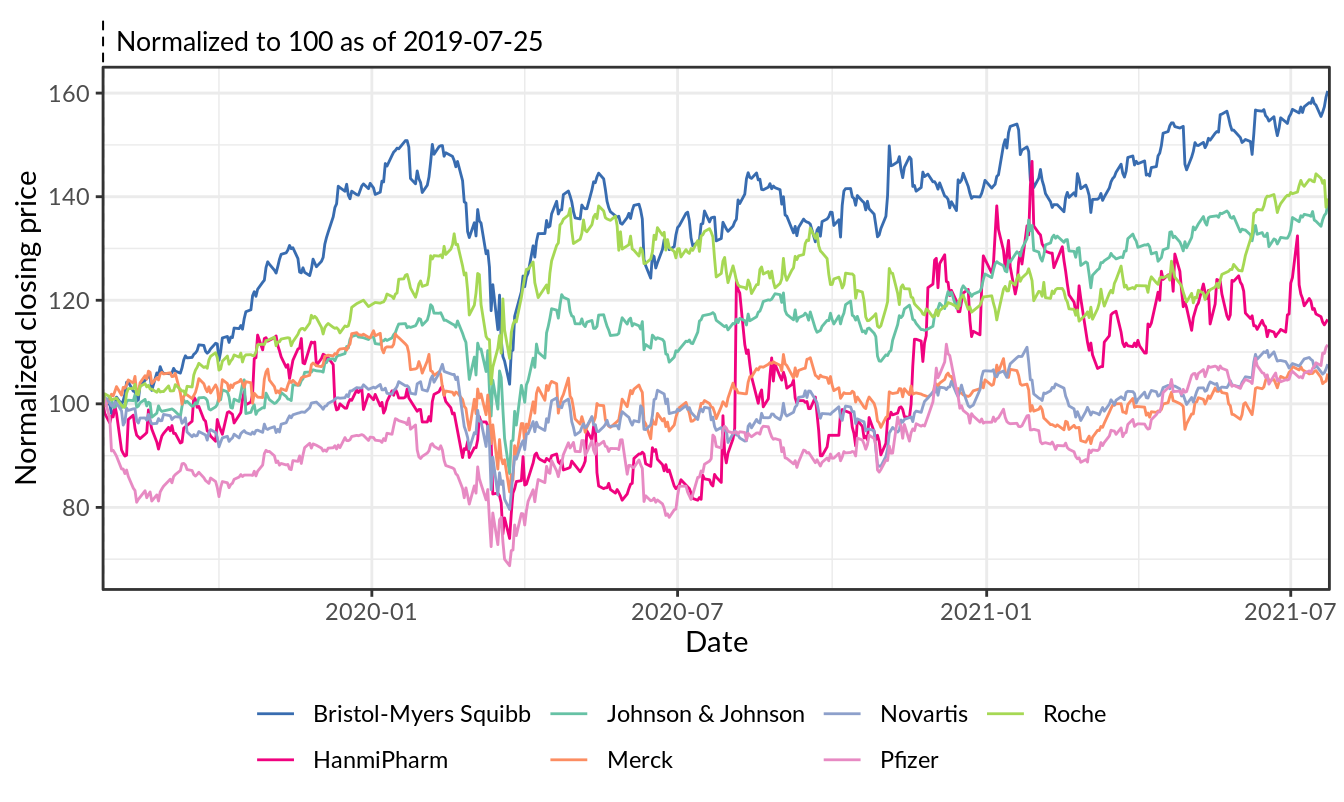 Normalized to 100 as of 2019-07-25
160
140
120
100
80
Normalized closing price
2020-01
2020-07
2021-01
2021-07
Date
Bristol-Myers Squibb
Johnson & Johnson
Novartis
Roche
HanmiPharm
Merck
Pfizer